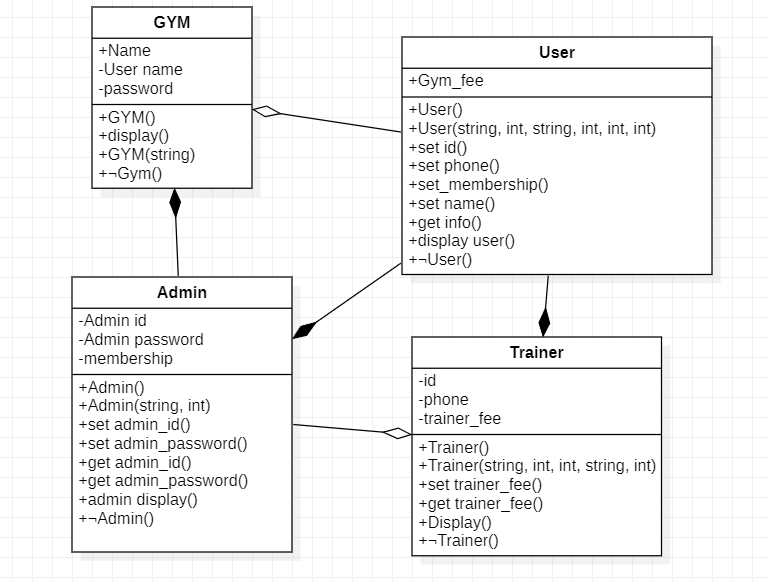 GYM
+Name
-User name
-password
+GYM()
+display()
+GYM(string)
+¬Gym()
User
+Gym_fee
+User()
+User(string, int, string, int, int, int)
+set id()
+set phone()
+set_membership()
+set name()
+get info()
+display user()
+¬User()
Admin
-Admin id
-Admin password
-membership
+Admin()
+Admin(string, int)
+set admin_id()
+set admin_password()
+get admin_id()
+get admin_password()
+admin display()
+¬Admin()
Trainer
-id
-phone
-trainer_fee
+Trainer()
+Trainer(string, int, int, string, int)
+set trainer_fee()
+get trainer_fee()
+Display()
+¬Trainer()